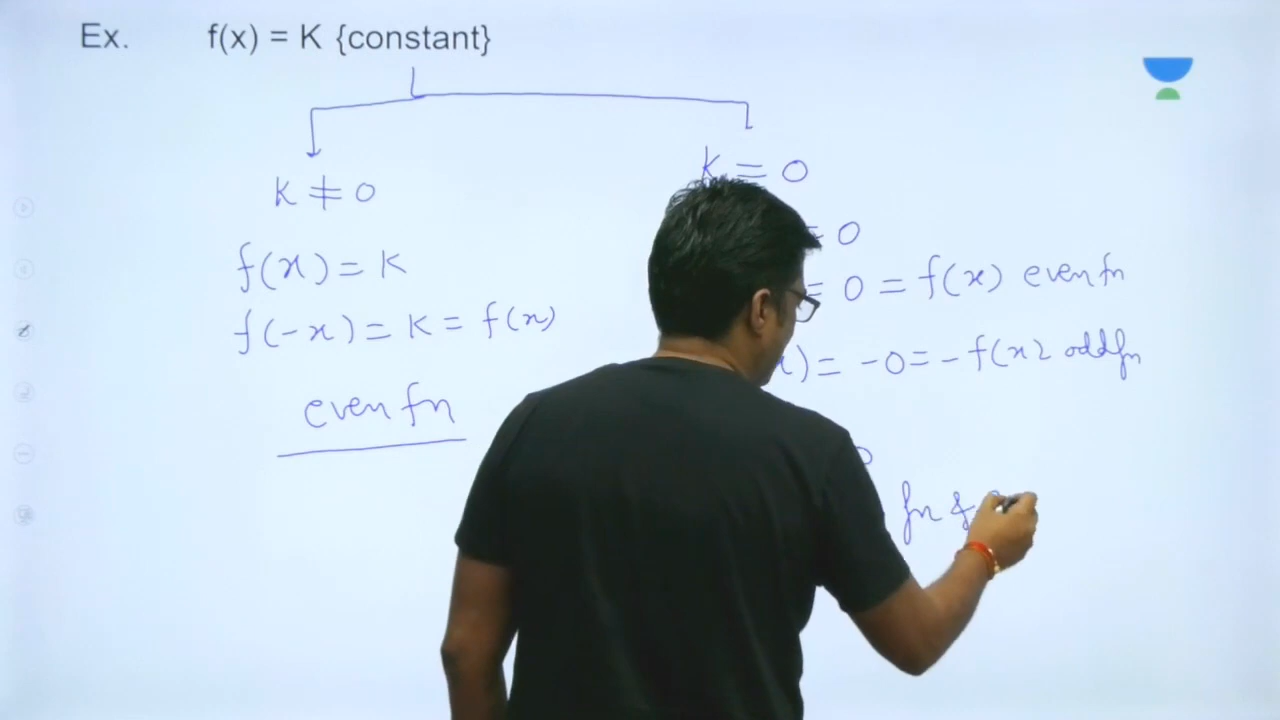 Ex. f(x) = K {constant}
K ≠ 0
f(x) = K
f(-x) = K = f(x)
even fn
K = 0
= 0
= 0 = f(x) even fn
x) = -0 = -f(x) odd fn
fn &